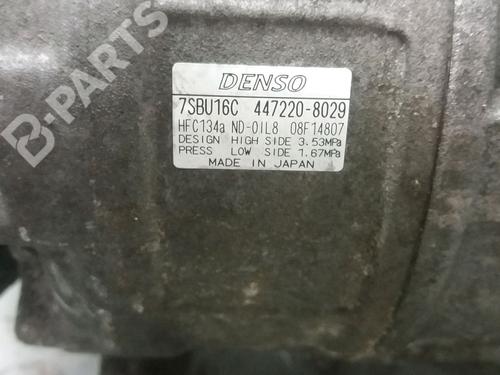 B-PARTS
DENSO
7SBU16C 447220-8029
HFC134a ND-OIL8 08F14807
DESIGN HIGH SIDE 3.53MPa
PRESS LOW SIDE 1.67MPa
MADE IN JAPAN
B-PARTS